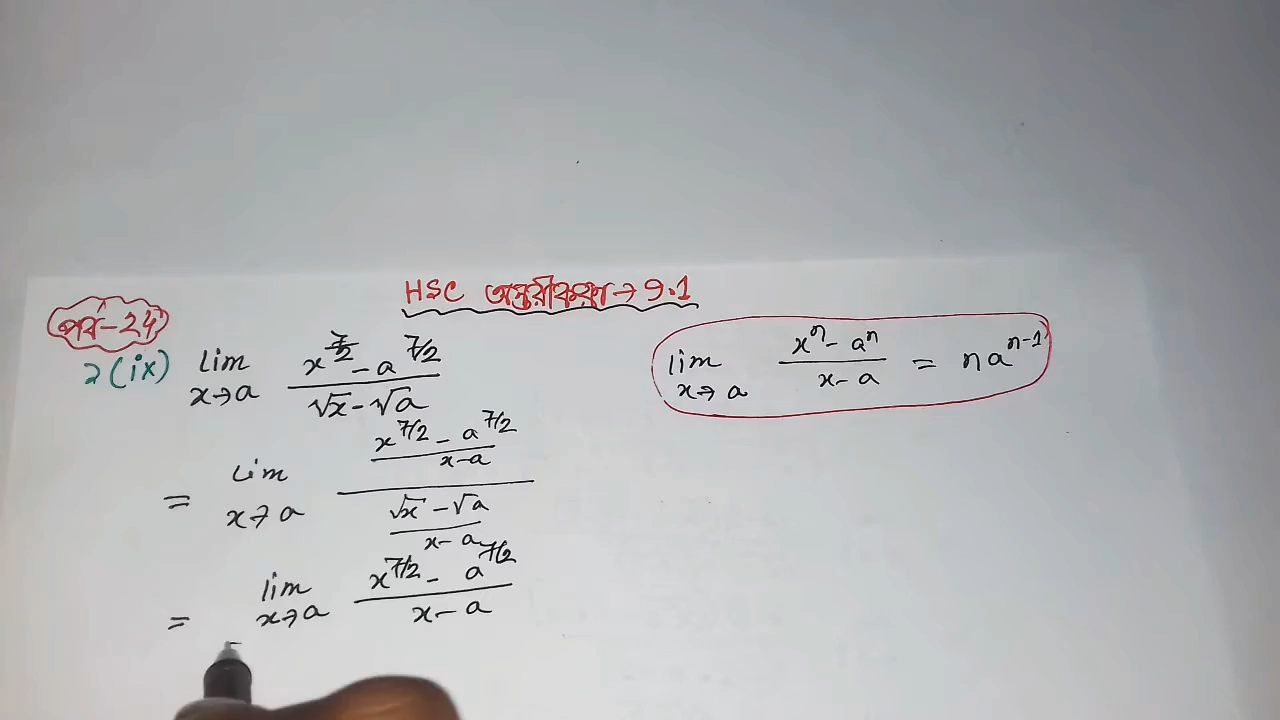 HSC অন্তরীকরণ → 9.1
পর্ব-24
2(ix) lim x→a (x^7/2 - a^7/2) / (√x - √a)
lim x→a (x^n - a^n) / (x - a) = na^n-1
= lim x→a ((x^7/2 - a^7/2) / (x-a)) / ((√x - √a) / (x-a))
= lim x→a (x^7/2 - a^7/2) / (x-a)